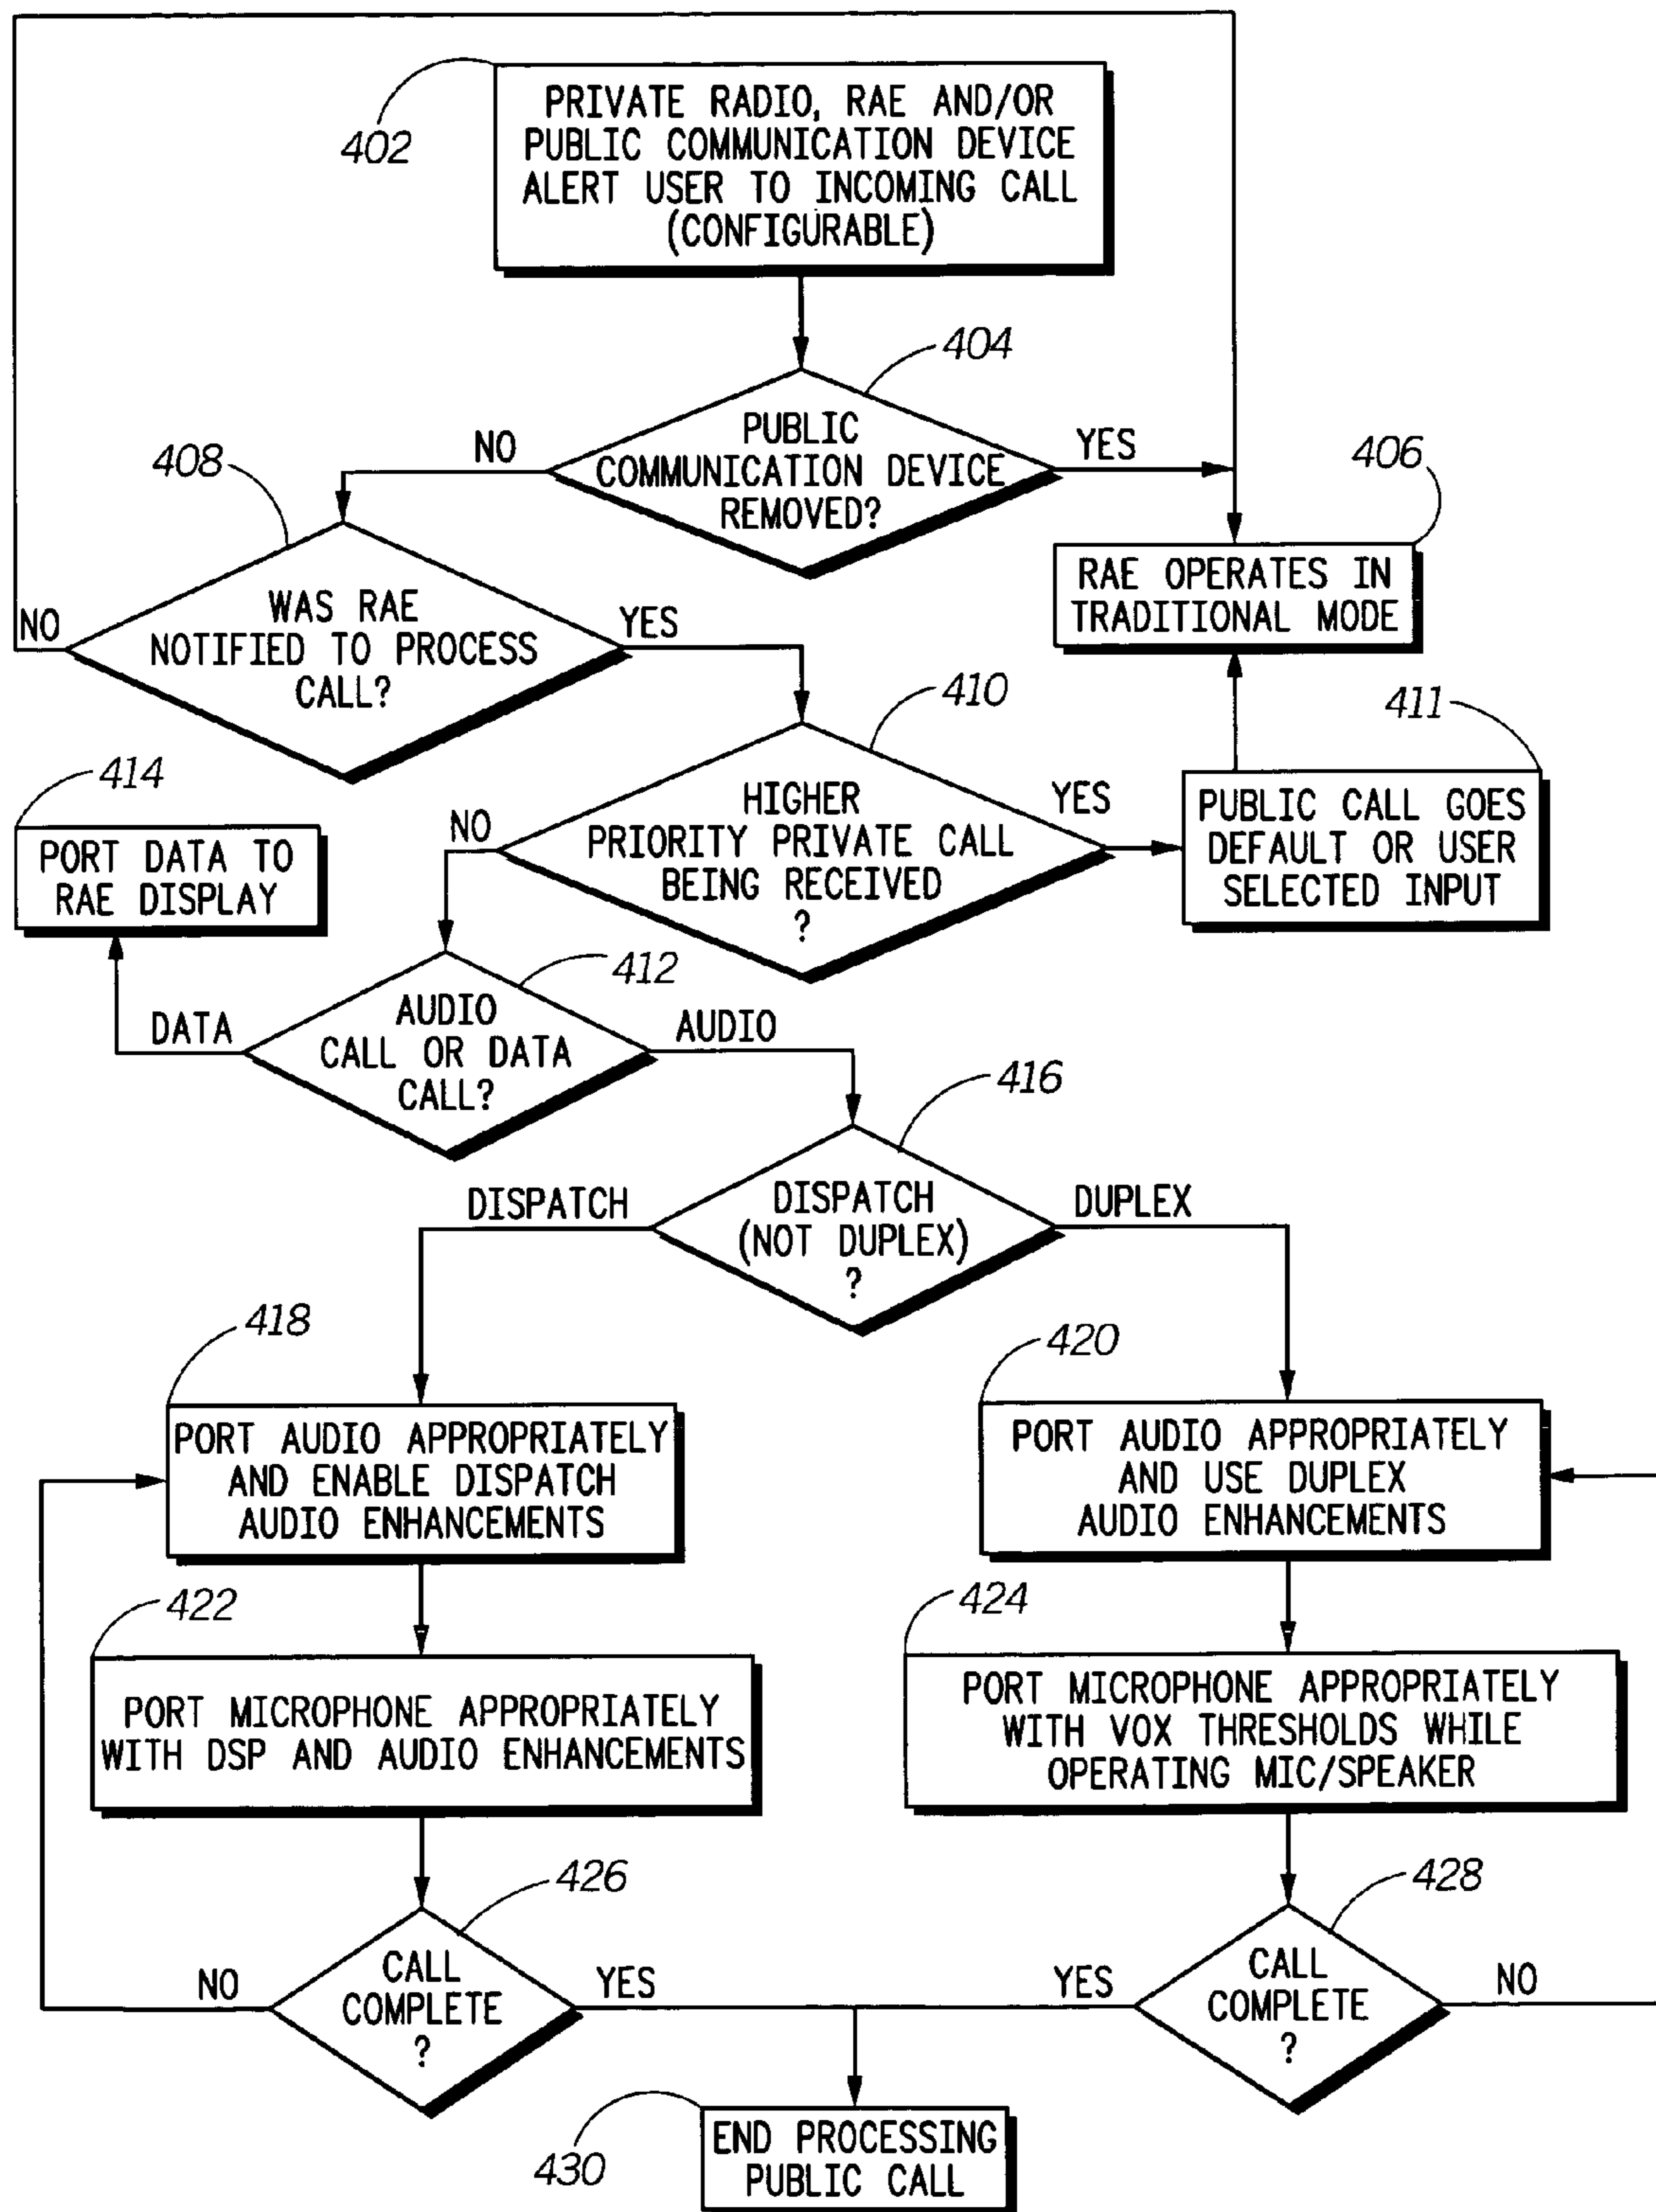 402
PRIVATE RADIO, RAE AND/OR
PUBLIC COMMUNICATION DEVICE
ALERT USER TO INCOMING CALL
(CONFIGURABLE)
404
PUBLIC
COMMUNICATION DEVICE
REMOVED?
NO
YES
406
RAE OPERATES IN
TRADITIONAL MODE
408
WAS RAE
NOTIFIED TO PROCESS
CALL?
NO
YES
410
HIGHER
PRIORITY PRIVATE CALL
BEING RECEIVED
?
NO
YES
411
PUBLIC CALL GOES
DEFAULT OR USER
SELECTED INPUT
414
PORT DATA TO
RAE DISPLAY
412
AUDIO
CALL OR DATA
CALL?
DATA
AUDIO
416
DISPATCH
(NOT DUPLEX)
?
DISPATCH
DUPLEX
418
PORT AUDIO APPROPRIATELY
AND ENABLE DISPATCH
AUDIO ENHANCEMENTS
420
PORT AUDIO APPROPRIATELY
AND USE DUPLEX
AUDIO ENHANCEMENTS
422
PORT MICROPHONE APPROPRIATELY
WITH DSP AND AUDIO ENHANCEMENTS
424
PORT MICROPHONE APPROPRIATELY
WITH VOX THRESHOLDS WHILE
OPERATING MIC/SPEAKER
426
CALL
COMPLETE
?
NO
YES
428
CALL
COMPLETE
?
YES
NO
430
END PROCESSING
PUBLIC CALL